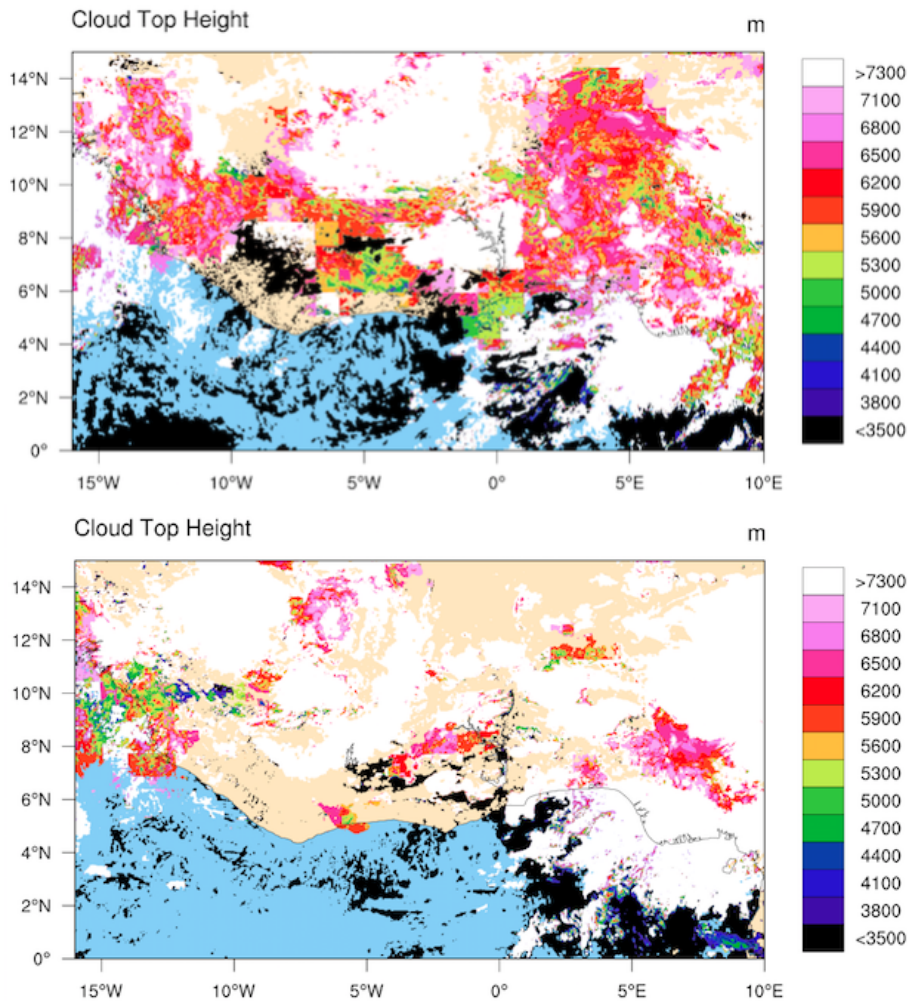 Cloud Top Height
m
14°N
12°N
10°N
8°N
6°N
4°N
2°N
0°
15°W
10°W
5°W
0°
5°E
10°E
>7300
7100
6800
6500
6200
5900
5600
5300
5000
4700
4400
4100
3800
<3500
Cloud Top Height
m
14°N
12°N
10°N
8°N
6°N
4°N
2°N
0°
15°W
10°W
5°W
0°
5°E
10°E
>7300
7100
6800
6500
6200
5900
5600
5300
5000
4700
4400
4100
3800
<3500